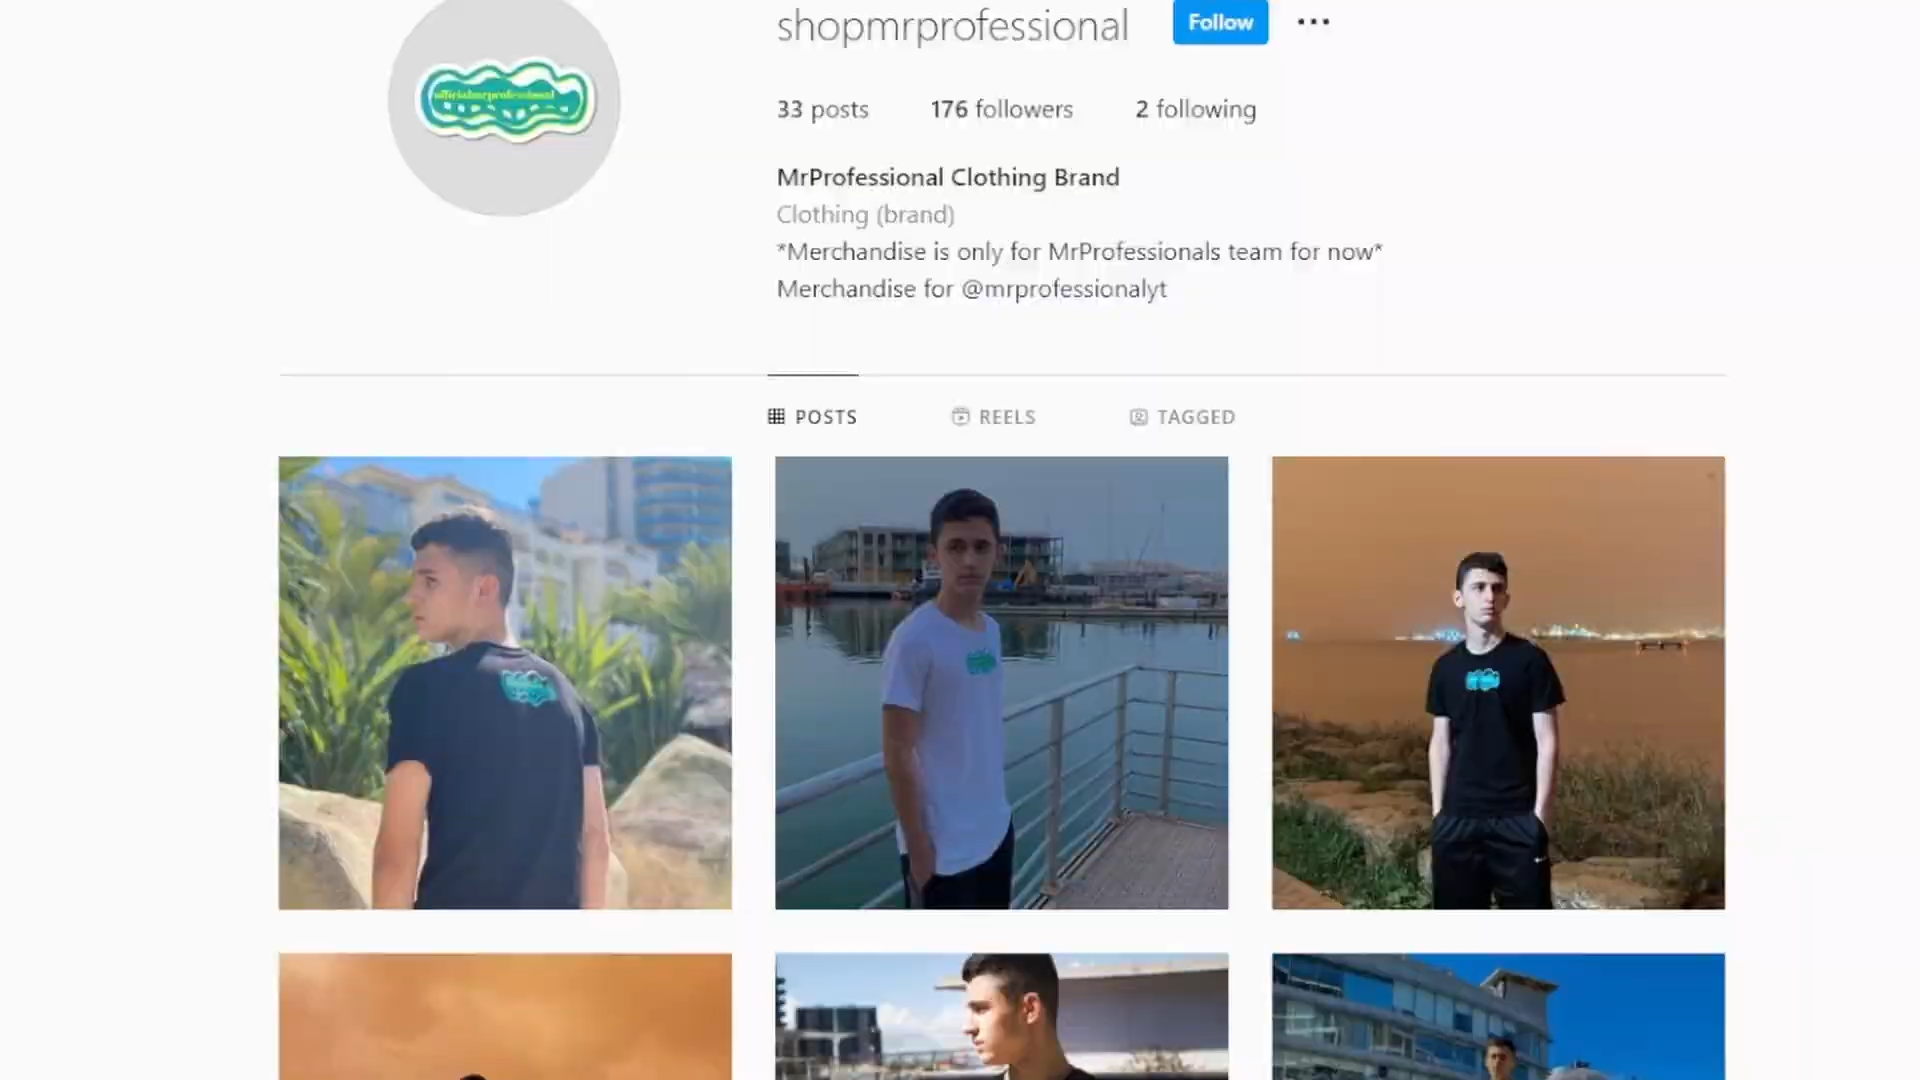 shopmrprofessional Follow
33 posts 176 followers 2 following
officialmrprofessional
MrProfessional Clothing Brand
Clothing (brand)
*Merchandise is only for MrProfessionals team for now*
Merchandise for @mrprofessionalyt
POSTS REELS TAGGED